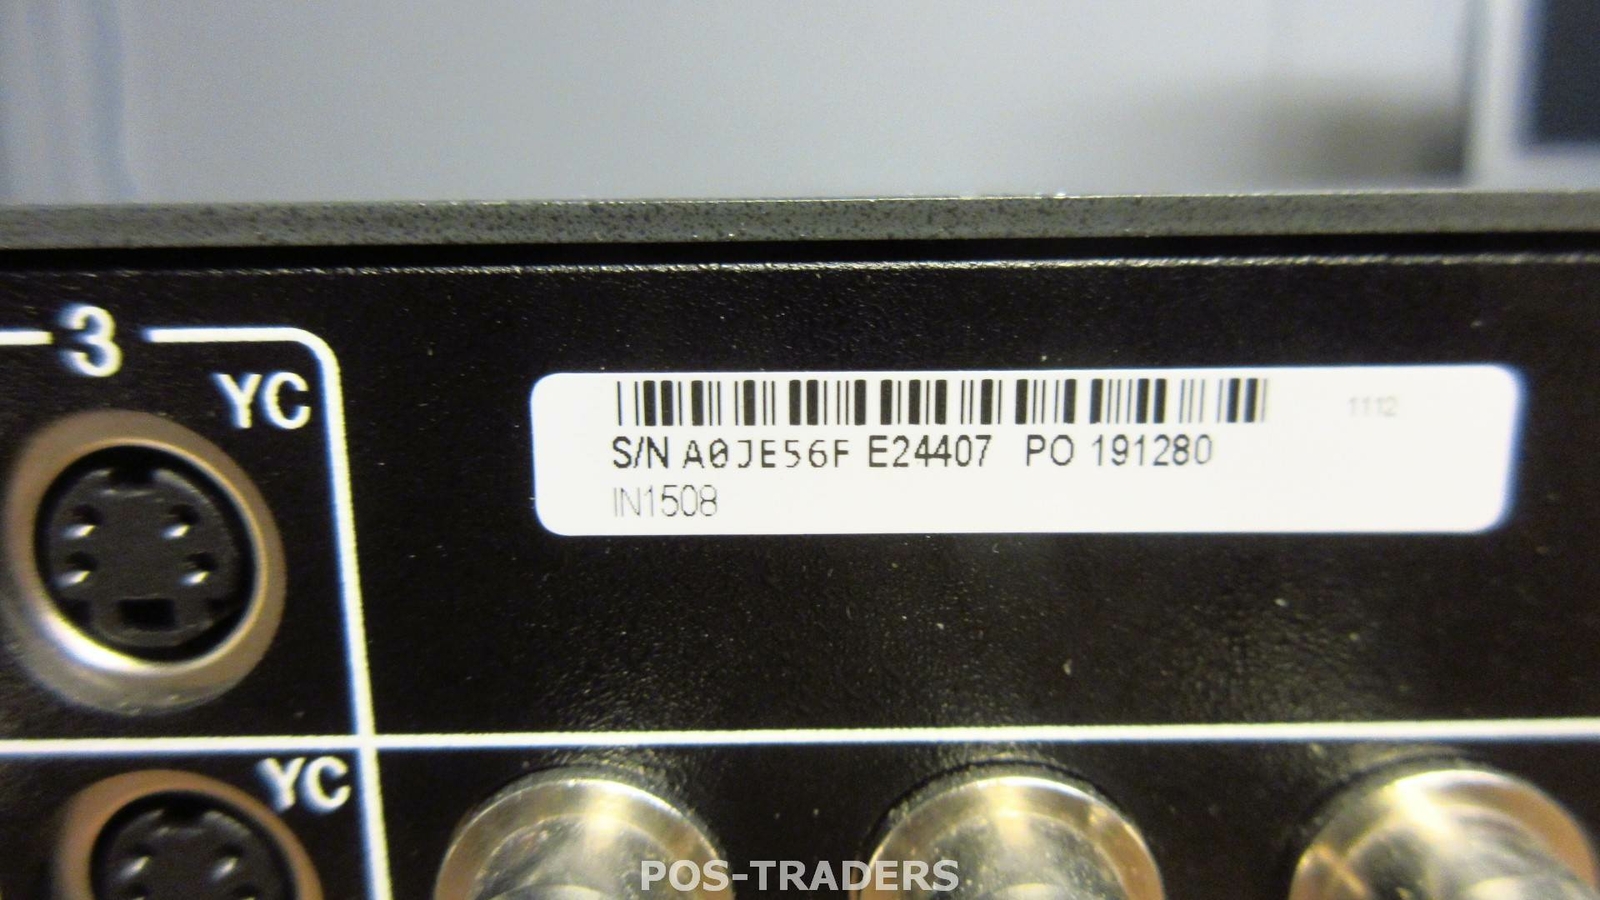 3
YC
1112
S/N A0JE56F E24407 PO 191280
IN1508
YC
POS-TRADERS